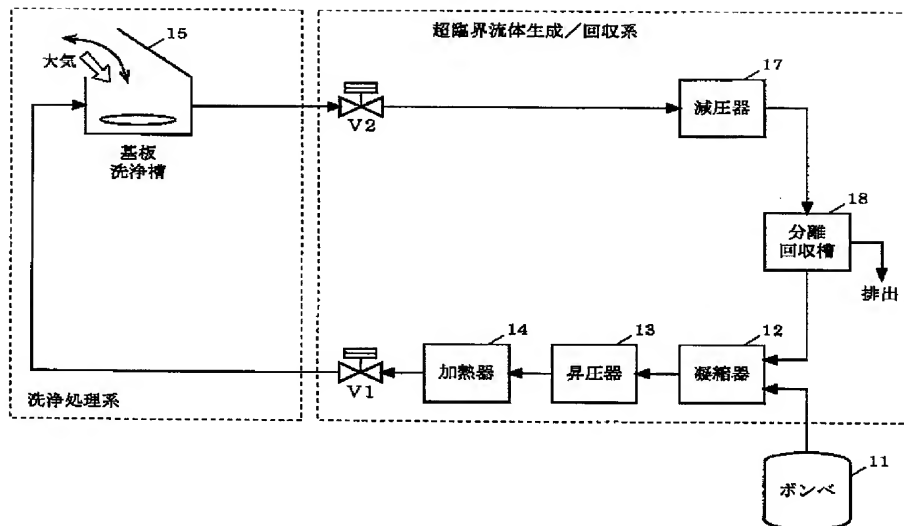 超臨界流体生成／回収系
15
大気
17
V2
減圧器
基板
洗浄槽
18
分離
回収槽
排出
14
13
12
V1
加熱器
昇圧器
凝縮器
洗浄処理系
11
ボンベ